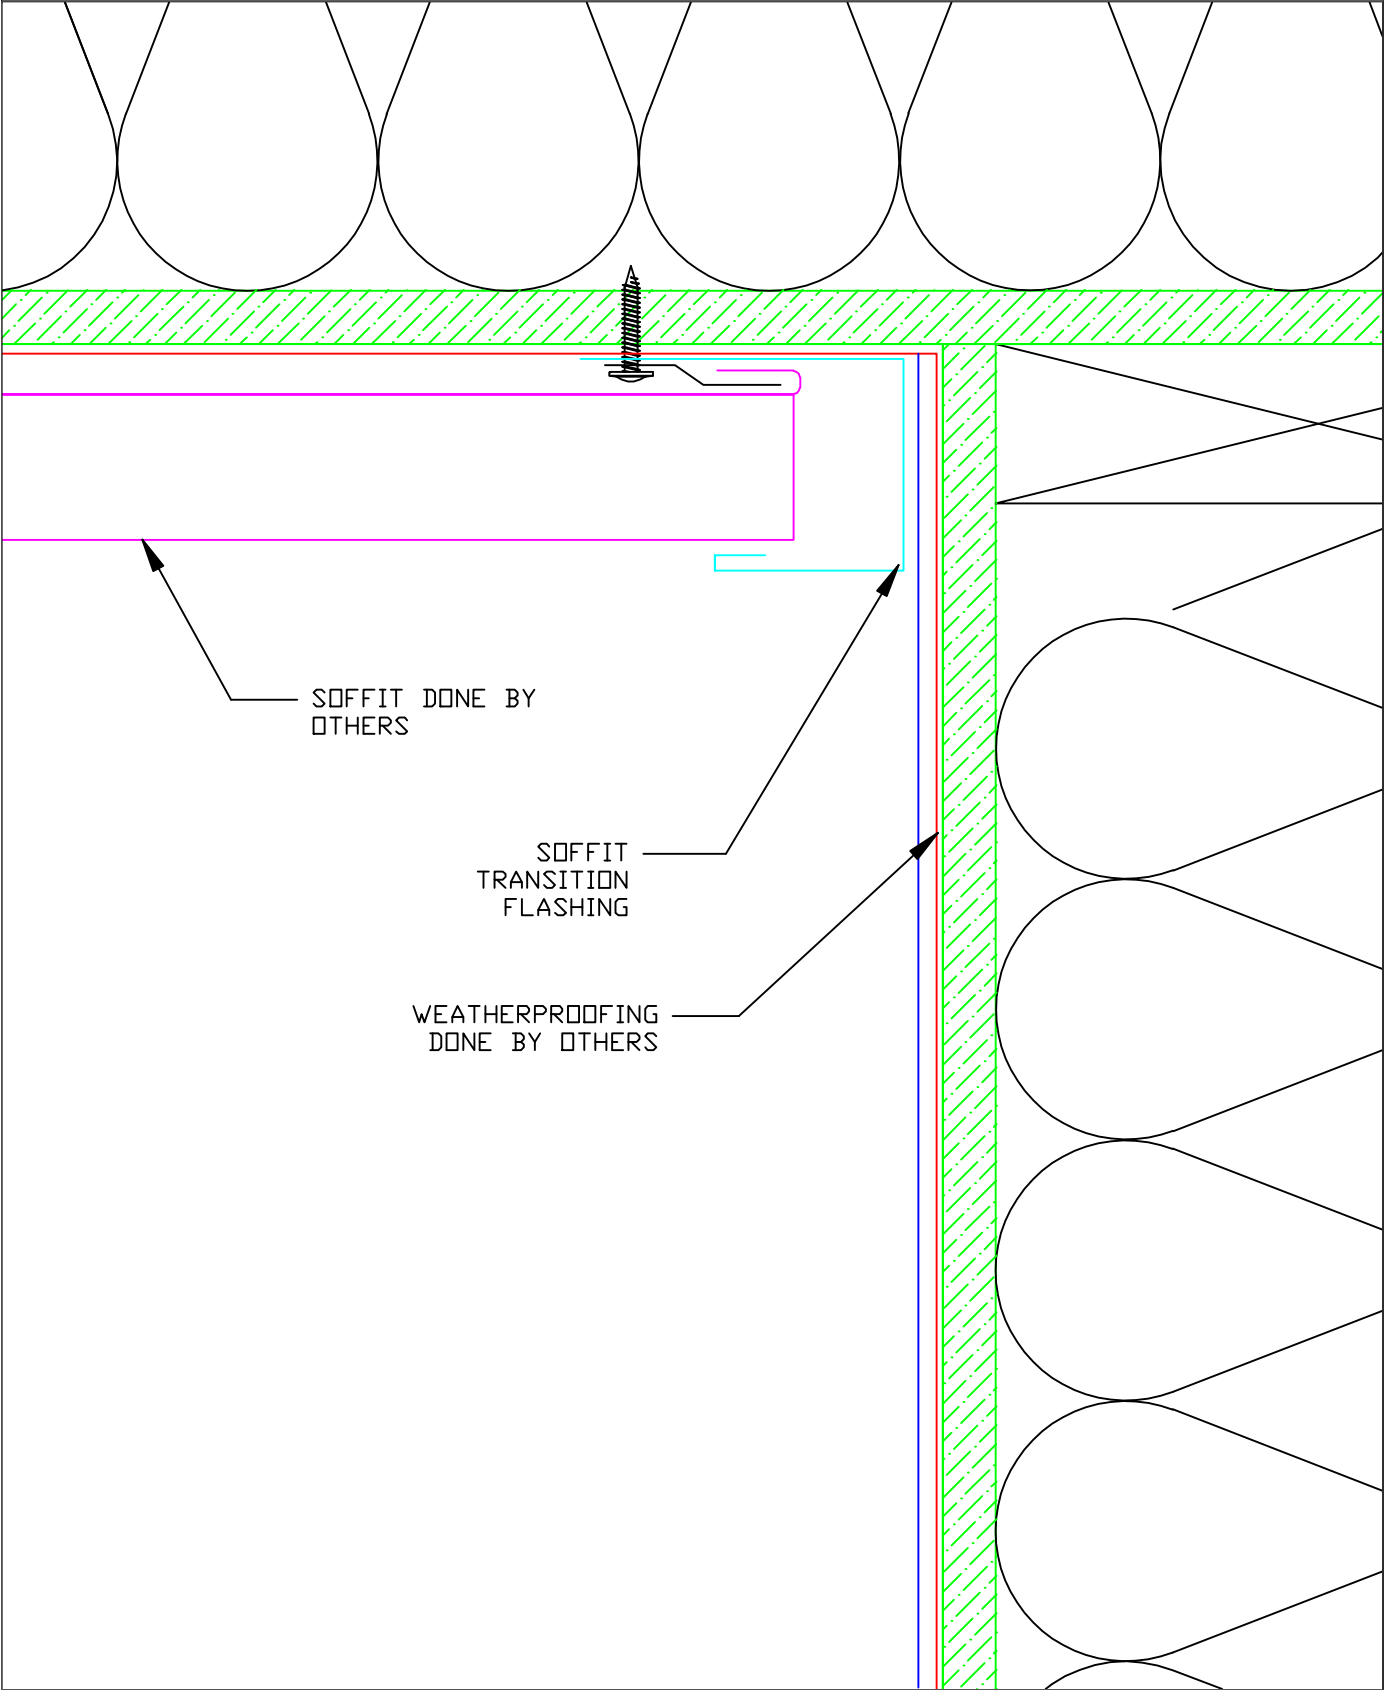 SOFFIT DONE BY
OTHERS
SOFFIT
TRANSITION
FLASHING
WEATHERPROOFING
DONE BY OTHERS